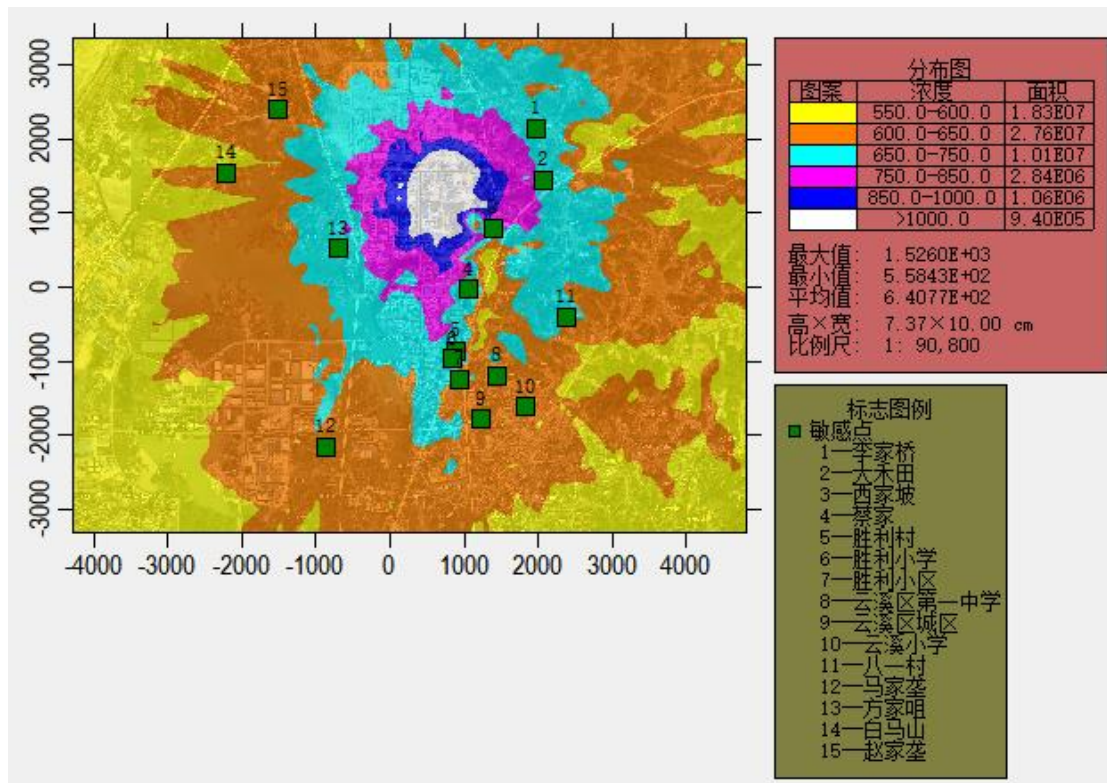 3000
2000
1000
0
-1000
-2000
-3000
-4000 -3000 -2000 -1000 0 1000 2000 3000 4000
15
1
14
2
13
4
11
5
8
10
9
12
分布图
图案 浓度 面积
550.0-600.0 1.83E07
600.0-650.0 2.76E07
650.0-750.0 1.01E07
750.0-850.0 2.84E06
850.0-1000.0 1.06E06
>1000.0 9.40E05
最大值: 1.5260E+03
最小值: 5.5843E+02
平均值: 6.4077E+02
高×宽: 7.37×10.00 cm
比例尺: 1: 90,800
标志图例
敏感点
1—李家桥
2—大木田
3—西家坡
4—蔡家
5—胜利村
6—胜利小学
7—胜利小区
8—云溪区第一中学
9—云溪区城区
10—云溪小学
11—八一村
12—马家垄
13—方家咀
14—白马山
15—赵家垄